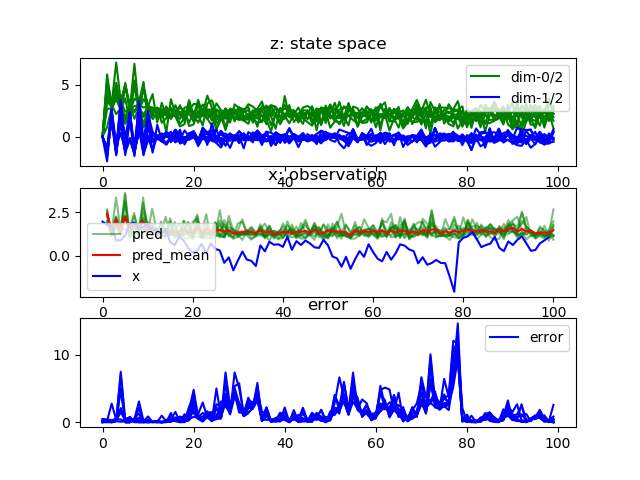 z: state space
5
0
dim-0/2
dim-1/2
0 20 40 60 80 100
x: observation
2.5
0.0
pred
pred_mean
x
0 20 40 60 80 100
error
10
0
error
0 20 40 60 80 100